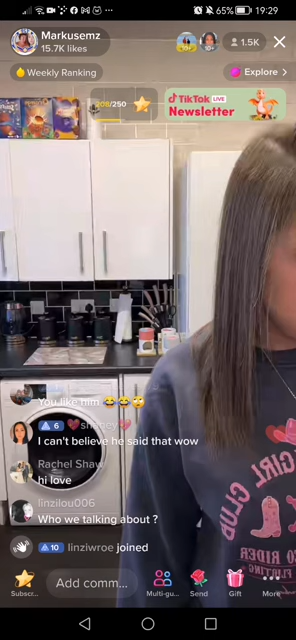 65% 19:29
Markusemz
15.7K likes
10+
1.5K
Weekly Ranking
Explore >
/250
TikTok LIVE
Newsletter
You like him 😂😂🙄
6 ❤️sh
I can't believe he said that wow
Rachel Shaw
hi love
linzilou006
Who we talking about ?
10 linziwroe joined
GIRL CLUB
RIDER
Subscr...
Add comm...
Multi-gu...
Send
Gift
More